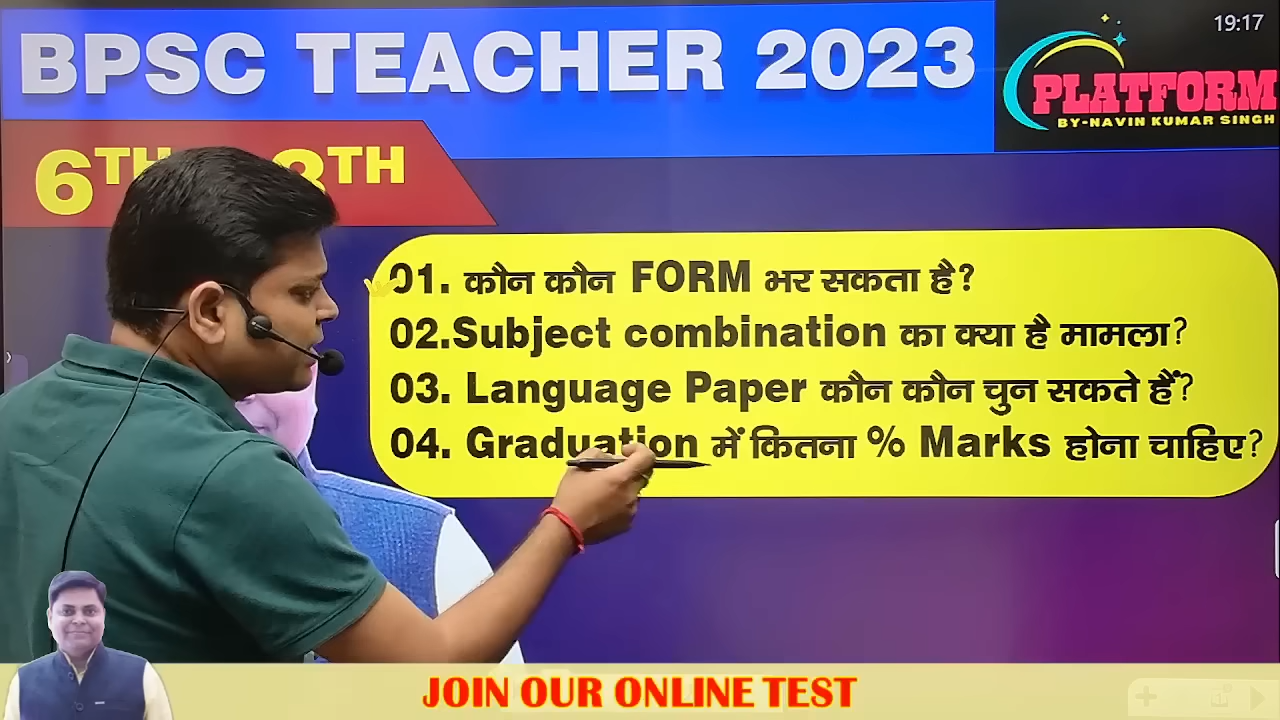 BPSC TEACHER 2023
19:17
PLATFORM
BY-NAVIN KUMAR SINGH
6TH 8TH
01. कौन कौन FORM भर सकता है?
02.Subject combination का क्या है मामला?
03. Language Paper कौन कौन चुन सकते हैं?
04. Graduation में कितना % Marks होना चाहिए?
JOIN OUR ONLINE TEST